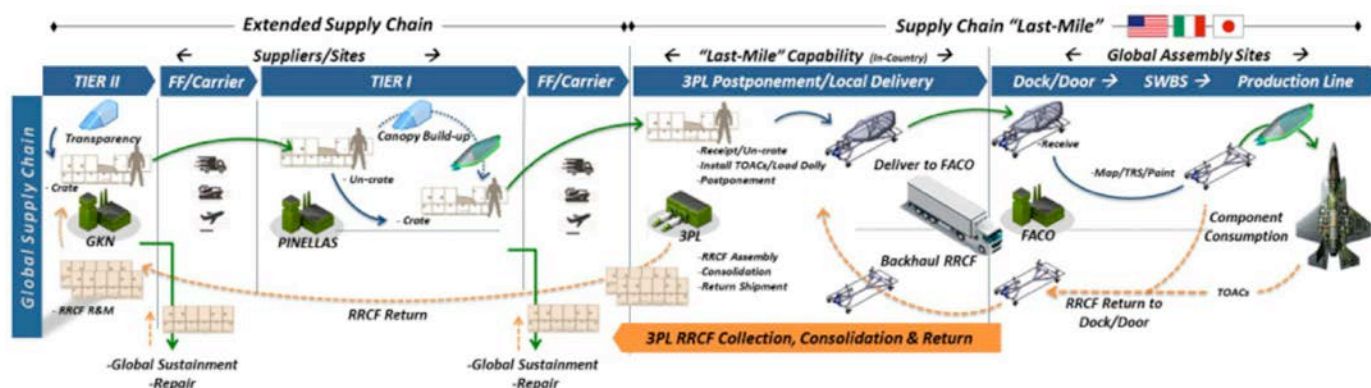 Extended Supply Chain
Supply Chain “Last-Mile”
Suppliers/Sites
“Last-Mile” Capability (In-Country)
Global Assembly Sites
TIER II
FF/Carrier
TIER I
FF/Carrier
3PL Postponement/Local Delivery
Dock/Door
SWBS
Production Line
Global Supply Chain
Transparency
- Crate
GKN
- RRCF R&M
-Global Sustainment
-Repair
Canopy Build-up
- Un-crate
- Crate
PINELLAS
RRCF Return
-Global Sustainment
-Repair
-Receipt/Un-crate
-Install TOACs/Load Dolly
-Postponement
3PL
-RRCF Assembly
-Consolidation
-Return Shipment
Deliver to FACO
Backhaul RRCF
3PL RRCF Collection, Consolidation & Return
-Receive
-Map/TRS/Paint
FACO
Component
Consumption
TOACs
RRCF Return to
Dock/Door